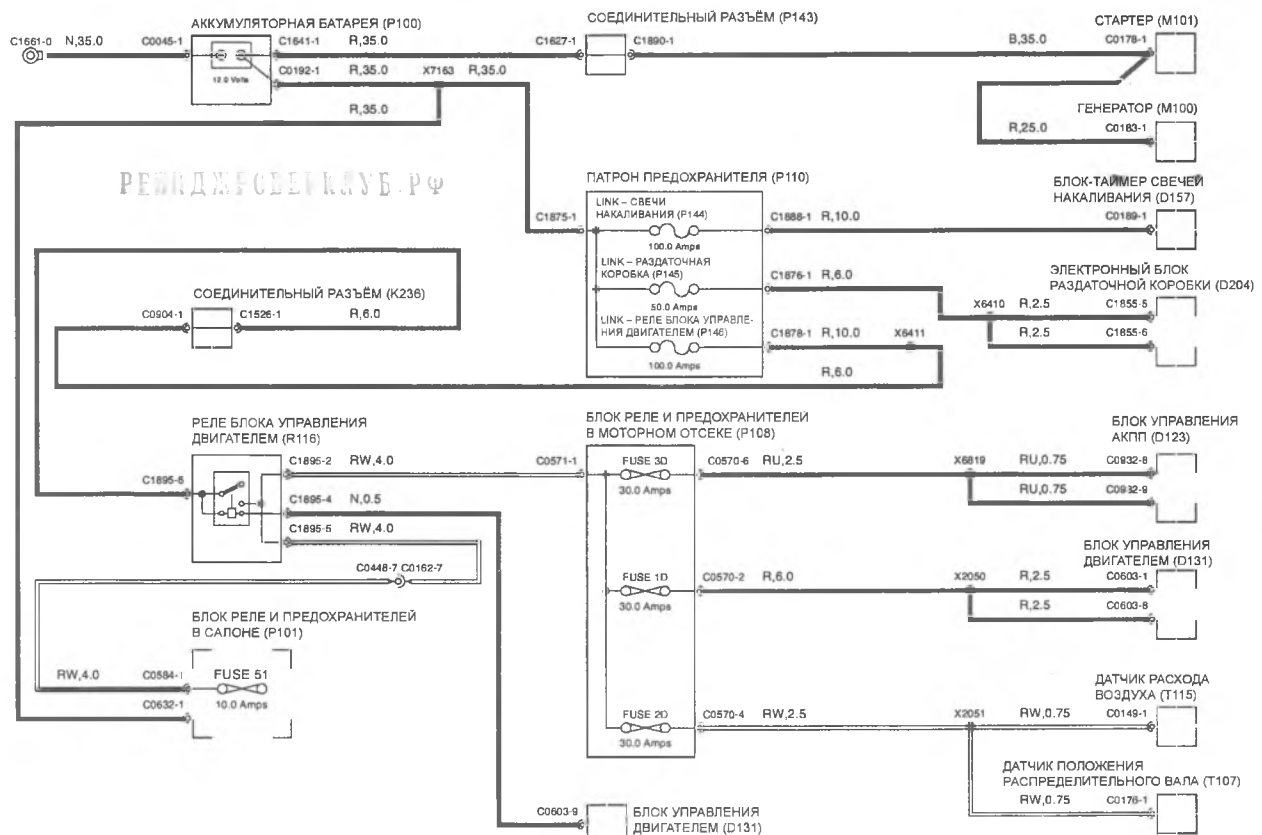 АККУМУЛЯТОРНАЯ БАТАРЕЯ (P100)
СОЕДИНИТЕЛЬНЫЙ РАЗЪЁМ (P143)
СТАРТЕР (M101)
C1661-0 N,35.0 C0045-1 C1641-1 R,35.0 C1627-1 C1890-1 B,35.0 C0178-1
12.0 Volts
C0192-1 R,35.0 X7163 R,35.0
R,35.0
ГЕНЕРАТОР (M100)
R,25.0 C0183-1
РЕЙНДЖРОВЕРКЛУБ.РФ
ПАТРОН ПРЕДОХРАНИТЕЛЯ (P110)
БЛОК-ТАЙМЕР СВЕЧЕЙ
НАКАЛИВАНИЯ (D157)
LINK – СВЕЧИ
НАКАЛИВАНИЯ (P144)
C1875-1 C1888-1 R,10.0 C0189-1
100.0 Amps
LINK – РАЗДАТОЧНАЯ
КОРОБКА (P145)
C1876-1 R,6.0
50.0 Amps
ЭЛЕКТРОННЫЙ БЛОК
РАЗДАТОЧНОЙ КОРОБКИ (D204)
X6410 R,2.5 C1855-5
R,2.5 C1855-6
LINK – РЕЛЕ БЛОКА УПРАВЛЕ-
НИЯ ДВИГАТЕЛЕМ (P146)
C1878-1 R,10.0 X6411
100.0 Amps
R,6.0
СОЕДИНИТЕЛЬНЫЙ РАЗЪЁМ (K236)
C0904-1 C1526-1 R,6.0
РЕЛЕ БЛОКА УПРАВЛЕНИЯ
ДВИГАТЕЛЕМ (R116)
БЛОК РЕЛЕ И ПРЕДОХРАНИТЕЛЕЙ
В МОТОРНОМ ОТСЕКЕ (P108)
БЛОК УПРАВЛЕНИЯ
АКПП (D123)
C1895-2 RW,4.0 C0571-1 FUSE 3D C0570-6 RU,2.5 X6819 RU,0.75 C0932-8
30.0 Amps
RU,0.75 C0932-9
C1895-6 C1895-4 N,0.5
C1895-5 RW,4.0
C0448-7 C0162-7
БЛОК УПРАВЛЕНИЯ
ДВИГАТЕЛЕМ (D131)
FUSE 1D C0570-2 R,6.0 X2050 R,2.5 C0603-1
30.0 Amps
R,2.5 C0603-8
БЛОК РЕЛЕ И ПРЕДОХРАНИТЕЛЕЙ
В САЛОНЕ (P101)
RW,4.0 C0584-1 FUSE 51
10.0 Amps
C0632-1
ДАТЧИК РАСХОДА
ВОЗДУХА (T115)
FUSE 2D C0570-4 RW,2.5 X2051 RW,0.75 C0149-1
30.0 Amps
ДАТЧИК ПОЛОЖЕНИЯ
РАСПРЕДЕЛИТЕЛЬНОГО ВАЛА (T107)
RW,0.75 C0176-1
C0603-9 БЛОК УПРАВЛЕНИЯ
ДВИГАТЕЛЕМ (D131)